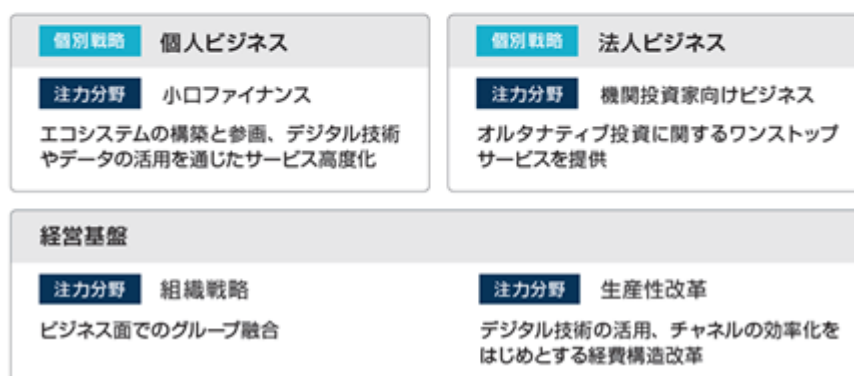 個別戦略 個人ビジネス
注力分野 小口ファイナンス
エコシステムの構築と参画、デジタル技術
やデータの活用を通じたサービス高度化
個別戦略 法人ビジネス
注力分野 機関投資家向けビジネス
オルタナティブ投資に関するワンストップ
サービスを提供
経営基盤
注力分野 組織戦略
ビジネス面でのグループ融合
注力分野 生産性改革
デジタル技術の活用、チャネルの効率化を
はじめとする経費構造改革